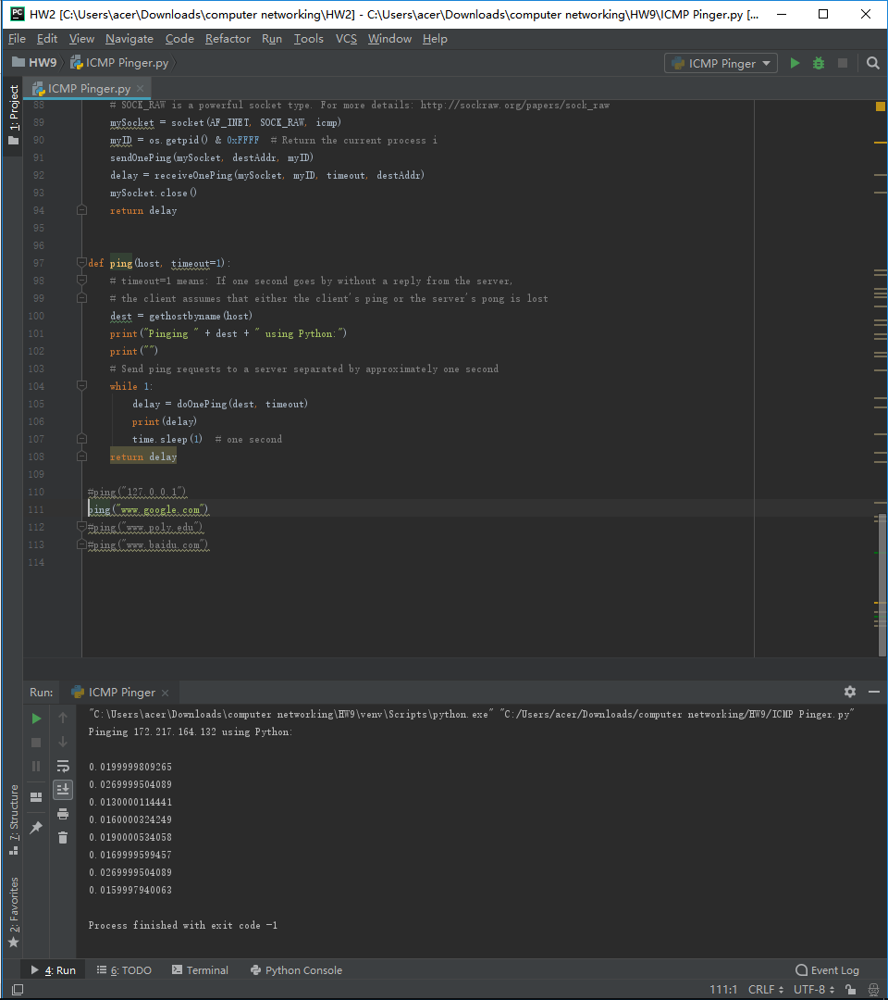 HW2 [C:\Users\acer\Downloads\computer networking\HW2] - C:\Users\acer\Downloads\computer networking\HW9\ICMP Pinger.py [...
File Edit View Navigate Code Refactor Run Tools VCS Window Help
HW9 ICMP Pinger.py ICMP Pinger
1: Project
ICMP Pinger.py
88 # SOCK_RAW is a powerful socket type. For more details: http://sockraw.org/papers/sock_raw
89 mySocket = socket(AF_INET, SOCK_RAW, icmp)
90 myID = os.getpid() & 0xFFFF # Return the current process i
91 sendOnePing(mySocket, destAddr, myID)
92 delay = receiveOnePing(mySocket, myID, timeout, destAddr)
93 mySocket.close()
94 return delay
95
96
97 def ping(host, timeout=1):
98 # timeout=1 means: If one second goes by without a reply from the server,
99 # the client assumes that either the client's ping or the server's pong is lost
100 dest = gethostbyname(host)
101 print("Pinging " + dest + " using Python:")
102 print("")
103 # Send ping requests to a server separated by approximately one second
104 while 1:
105 delay = doOnePing(dest, timeout)
106 print(delay)
107 time.sleep(1) # one second
108 return delay
109
110 #ping("127.0.0.1")
111 ping("www.google.com")
112 #ping("www.poly.edu")
113 #ping("www.baidu.com")
114
Run: ICMP Pinger
"C:\Users\acer\Downloads\computer networking\HW9\venv\Scripts\python.exe" "C:/Users/acer/Downloads/computer networking/HW9/ICMP Pinger.py"
Pinging 172.217.164.132 using Python:
0.0199999809265
0.0269999504089
0.0130000114441
0.0160000324249
0.0190000534058
0.0169999599457
0.0269999504089
0.0159997940063
Process finished with exit code -1
7: Structure
2: Favorites
4: Run 6: TODO Terminal Python Console Event Log
111:1 CRLF UTF-8